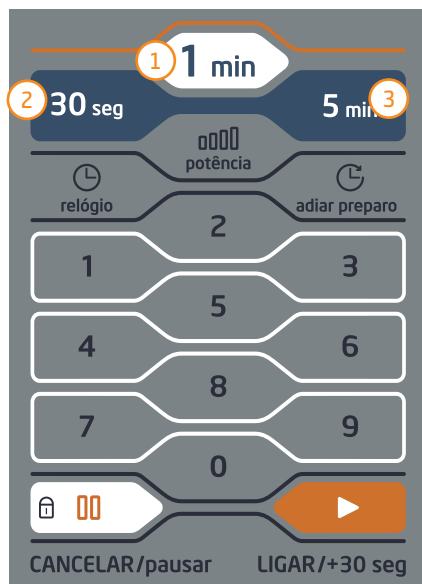 1 1 min
2 30 seg
5 min 3
potência
relógio
adiar preparo
2
1
3
5
4
6
8
7
9
0
CANCELAR/pausar
LIGAR/+30 seg